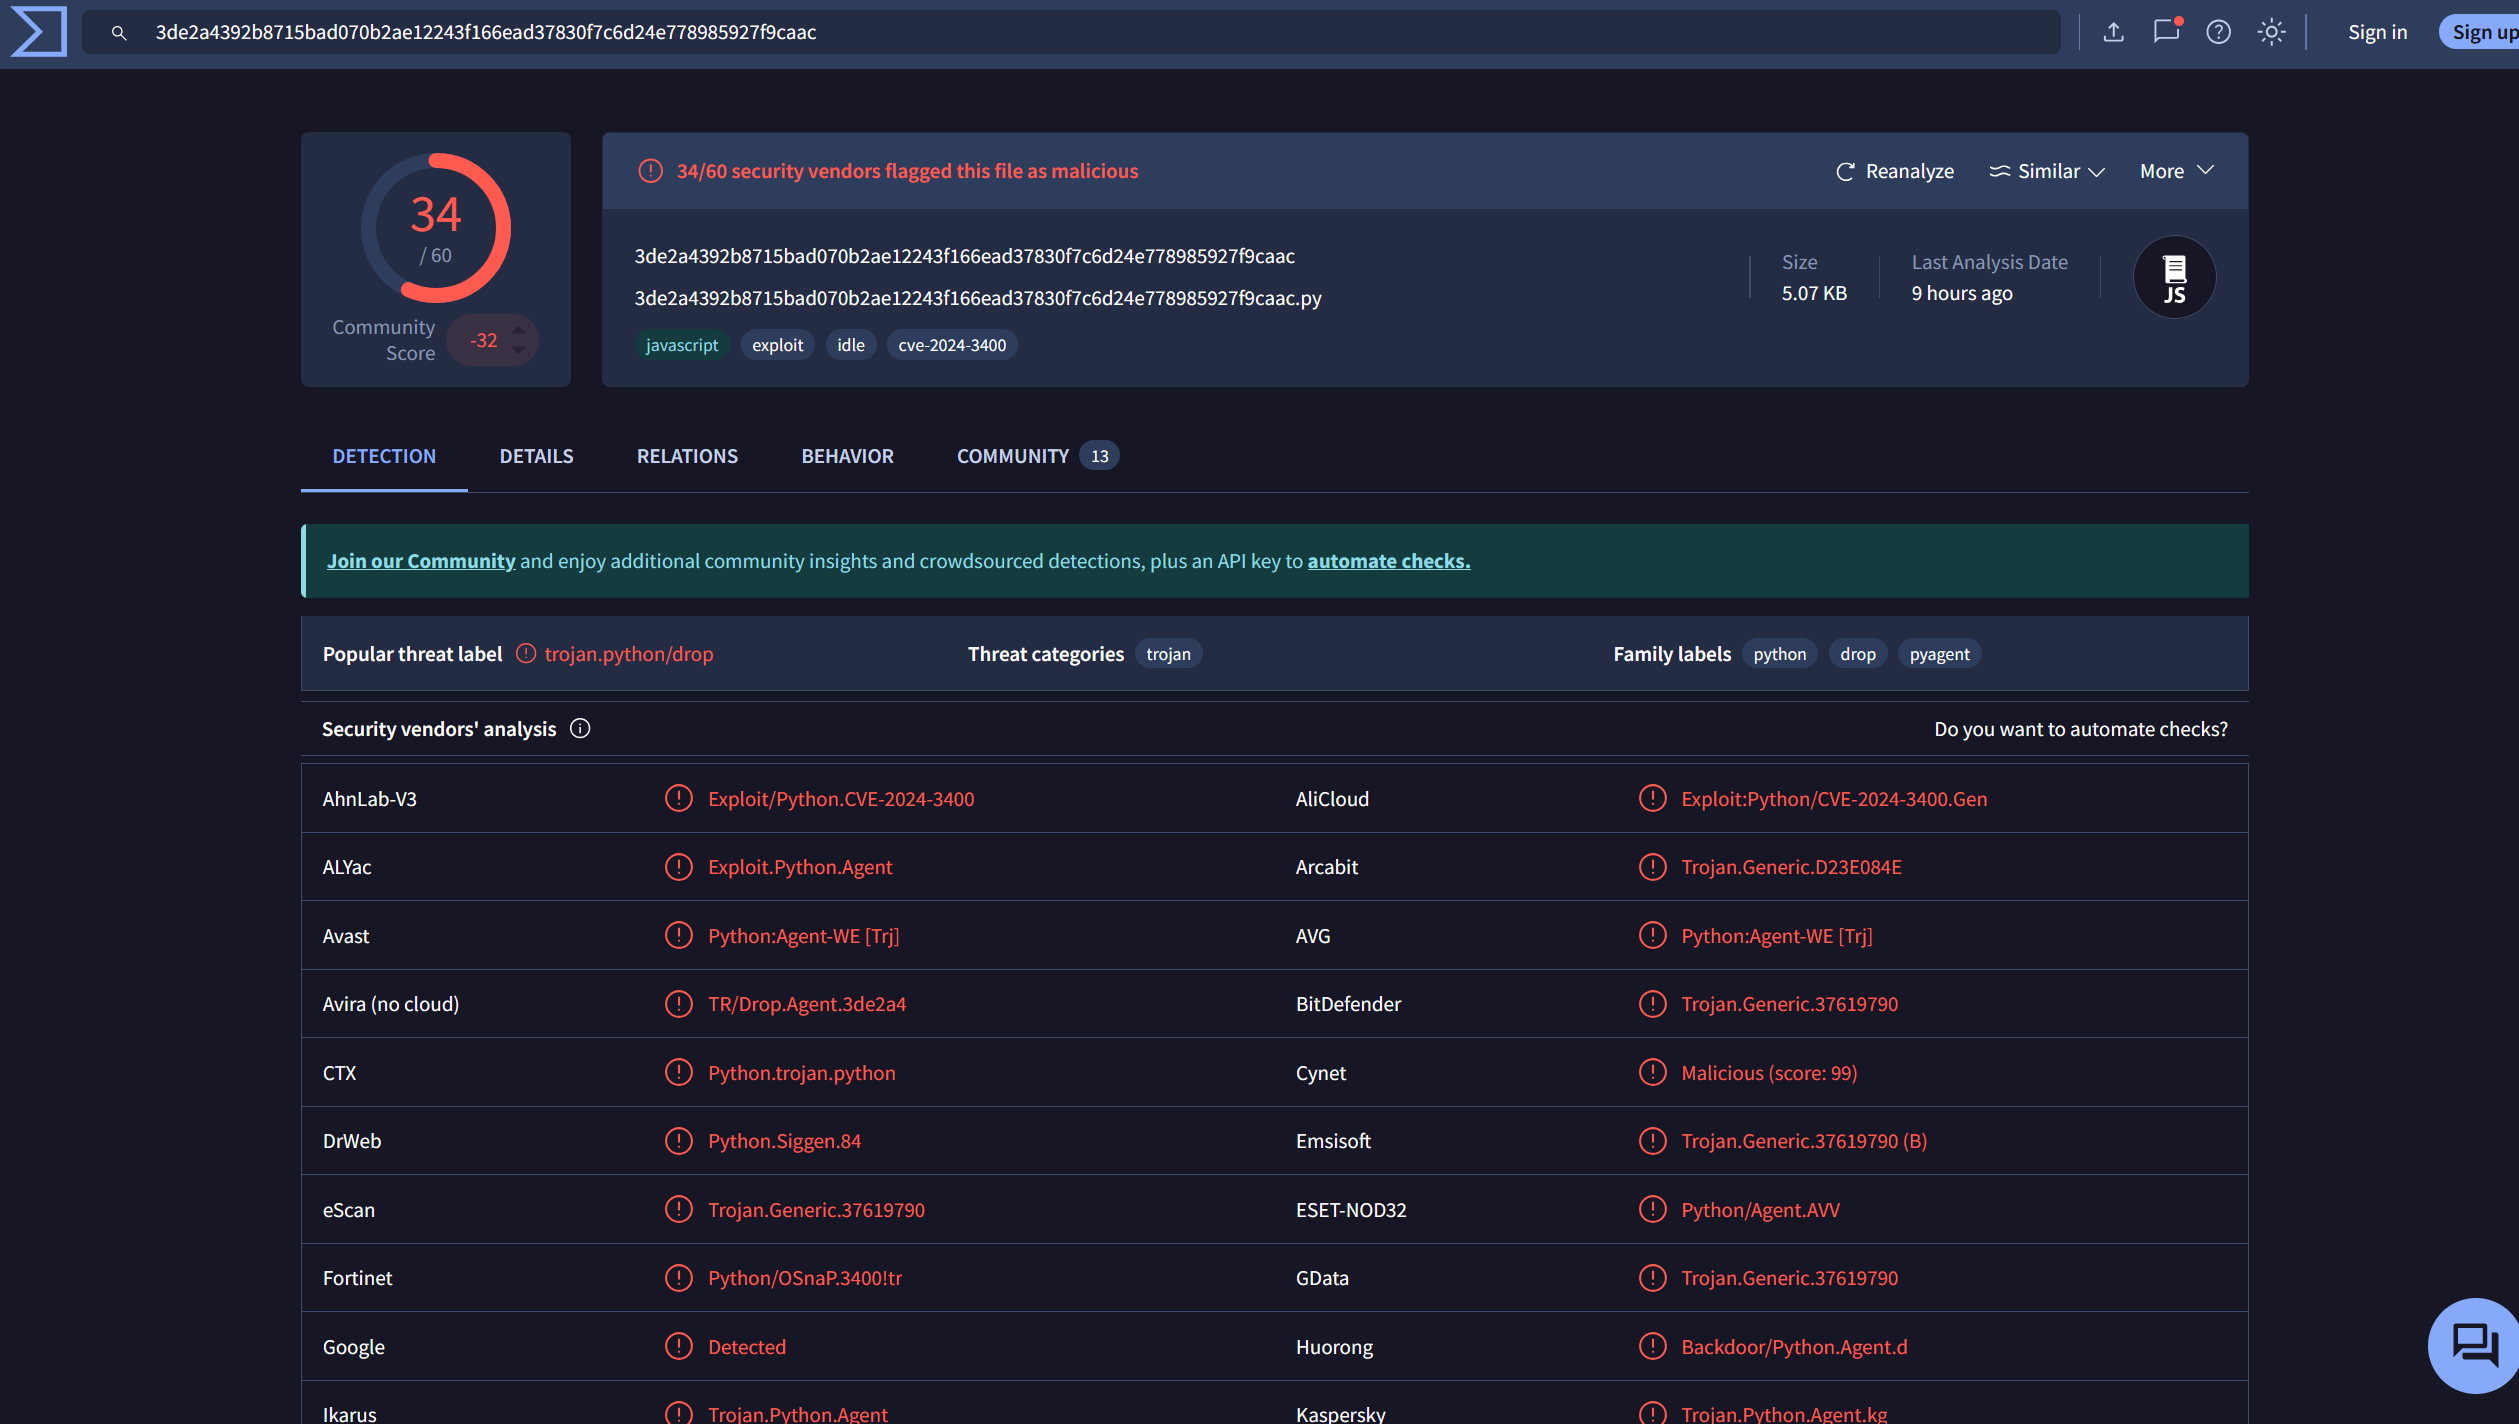 3de2a4392b8715bad070b2ae12243f166ead37830f7c6d24e778985927f9caac
Sign in
Sign up
34
/ 60
Community Score
-32
34/60 security vendors flagged this file as malicious
Reanalyze
Similar
More
3de2a4392b8715bad070b2ae12243f166ead37830f7c6d24e778985927f9caac
3de2a4392b8715bad070b2ae12243f166ead37830f7c6d24e778985927f9caac.py
javascript exploit idle cve-2024-3400
Size
5.07 KB
Last Analysis Date
9 hours ago
JS
DETECTION DETAILS RELATIONS BEHAVIOR COMMUNITY 13
Join our Community and enjoy additional community insights and crowdsourced detections, plus an API key to automate checks.
Popular threat label trojan.python/drop Threat categories trojan Family labels python drop pyagent
Security vendors' analysis Do you want to automate checks?
AhnLab-V3 Exploit/Python.CVE-2024-3400 AliCloud Exploit:Python/CVE-2024-3400.Gen
ALYac Exploit.Python.Agent Arcabit Trojan.Generic.D23E084E
Avast Python:Agent-WE [Trj] AVG Python:Agent-WE [Trj]
Avira (no cloud) TR/Drop.Agent.3de2a4 BitDefender Trojan.Generic.37619790
CTX Python.trojan.python Cynet Malicious (score: 99)
DrWeb Python.Siggen.84 Emsisoft Trojan.Generic.37619790 (B)
eScan Trojan.Generic.37619790 ESET-NOD32 Python/Agent.AVV
Fortinet Python/OSnaP.3400!tr GData Trojan.Generic.37619790
Google Detected Huorong Backdoor/Python.Agent.d
Ikarus Trojan.Python.Agent Kaspersky Trojan.Python.Agent.kg